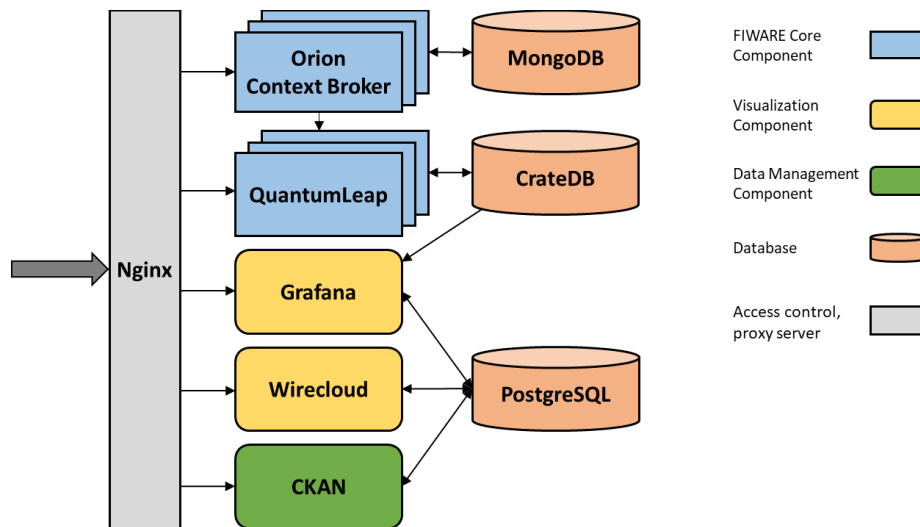 Nginx
Orion
Context Broker
MongoDB
QuantumLeap
CrateDB
Grafana
Wirecloud
PostgreSQL
CKAN
FIWARE Core
Component
Visualization
Component
Data Management
Component
Database
Access control,
proxy server